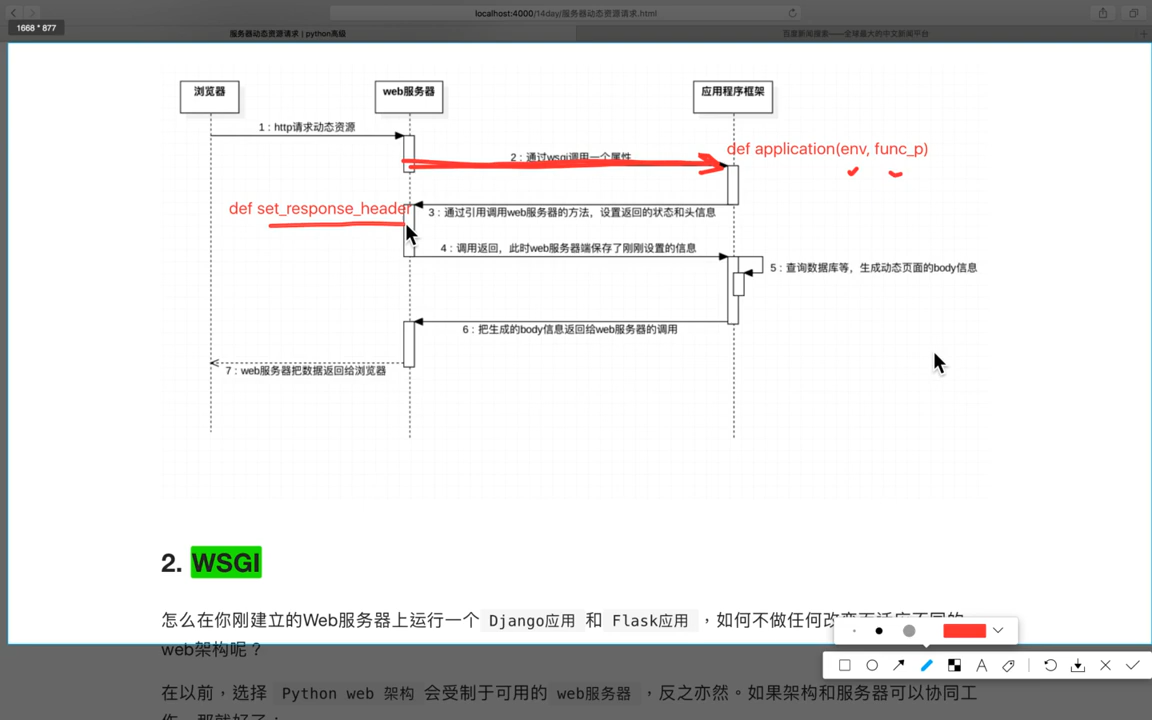 localhost:4000/14day/服务器动态资源请求.html
1668 * 877
服务器动态资源请求 | python高级
百度新闻搜索——全球最大的中文新闻平台
浏览器
web服务器
应用程序框架
1：http请求动态资源
2：通过wsgi调用一个属性
def application(env, func_p)
def set_response_header
3：通过引用调用web服务器的方法，设置返回的状态和头信息
4：调用返回，此时web服务器端保存了刚刚设置的信息
5：查询数据库等，生成动态页面的body信息
6：把生成的body信息返回给web服务器的调用
7：web服务器把数据返回给浏览器
2. WSGI
怎么在你刚建立的Web服务器上运行一个 Django应用 和 Flask应用 ，如何不做任何改变而适应不同的
web架构呢？
在以前，选择 Python web 架构 会受制于可用的 web服务器 ，反之亦然。如果架构和服务器可以协同工
作，那就好了：